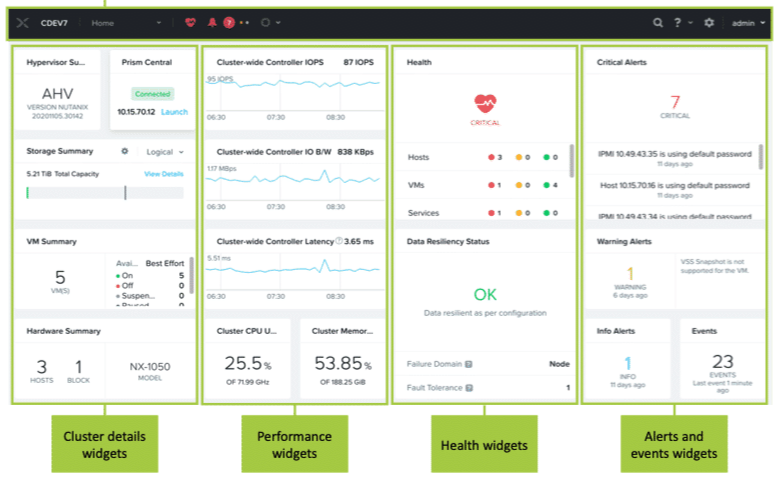 CDEV7 Home 7 ? admin
Hypervisor Su...
AHV
VERSION NUTANIX
20201105.30142
Prism Central
Connected
10.15.70.12 Launch
Storage Summary Logical
5.21 TiB Total Capacity View Details
VM Summary
5
VM(S)
Avai... Best Effort
On 5
Off 0
Suspen... 0
Paused 0
Hardware Summary
3
HOSTS
1
BLOCK
NX-1050
MODEL
Cluster-wide Controller IOPS 87 IOPS
95 IOPS
06:30 07:30 08:30
Cluster-wide Controller IO B/W 838 KBps
1.17 MBps
06:30 07:30 08:30
Cluster-wide Controller Latency ? 3.65 ms
5.51 ms
06:30 07:30 08:30
Cluster CPU U...
25.5 %
OF 71.99 GHz
Cluster Memor...
53.85 %
OF 188.25 GiB
Health
CRITICAL
Hosts 3 0 0
VMs 1 0 4
Services 1 0 0
Data Resiliency Status
OK
Data resilient as per configuration
Failure Domain ? Node
Fault Tolerance ? 1
Critical Alerts
7
CRITICAL
IPMI 10.49.43.35 is using default password
11 days ago
Host 10.15.70.16 is using default password
11 days ago
IPMI 10.49.43.34 is using default password
Warning Alerts
1
WARNING
6 days ago
VSS Snapshot is not
supported for the VM.
Info Alerts
1
INFO
11 days ago
Events
23
EVENTS
Last event 1 minute
ago
Cluster details
widgets
Performance
widgets
Health widgets
Alerts and
events widgets